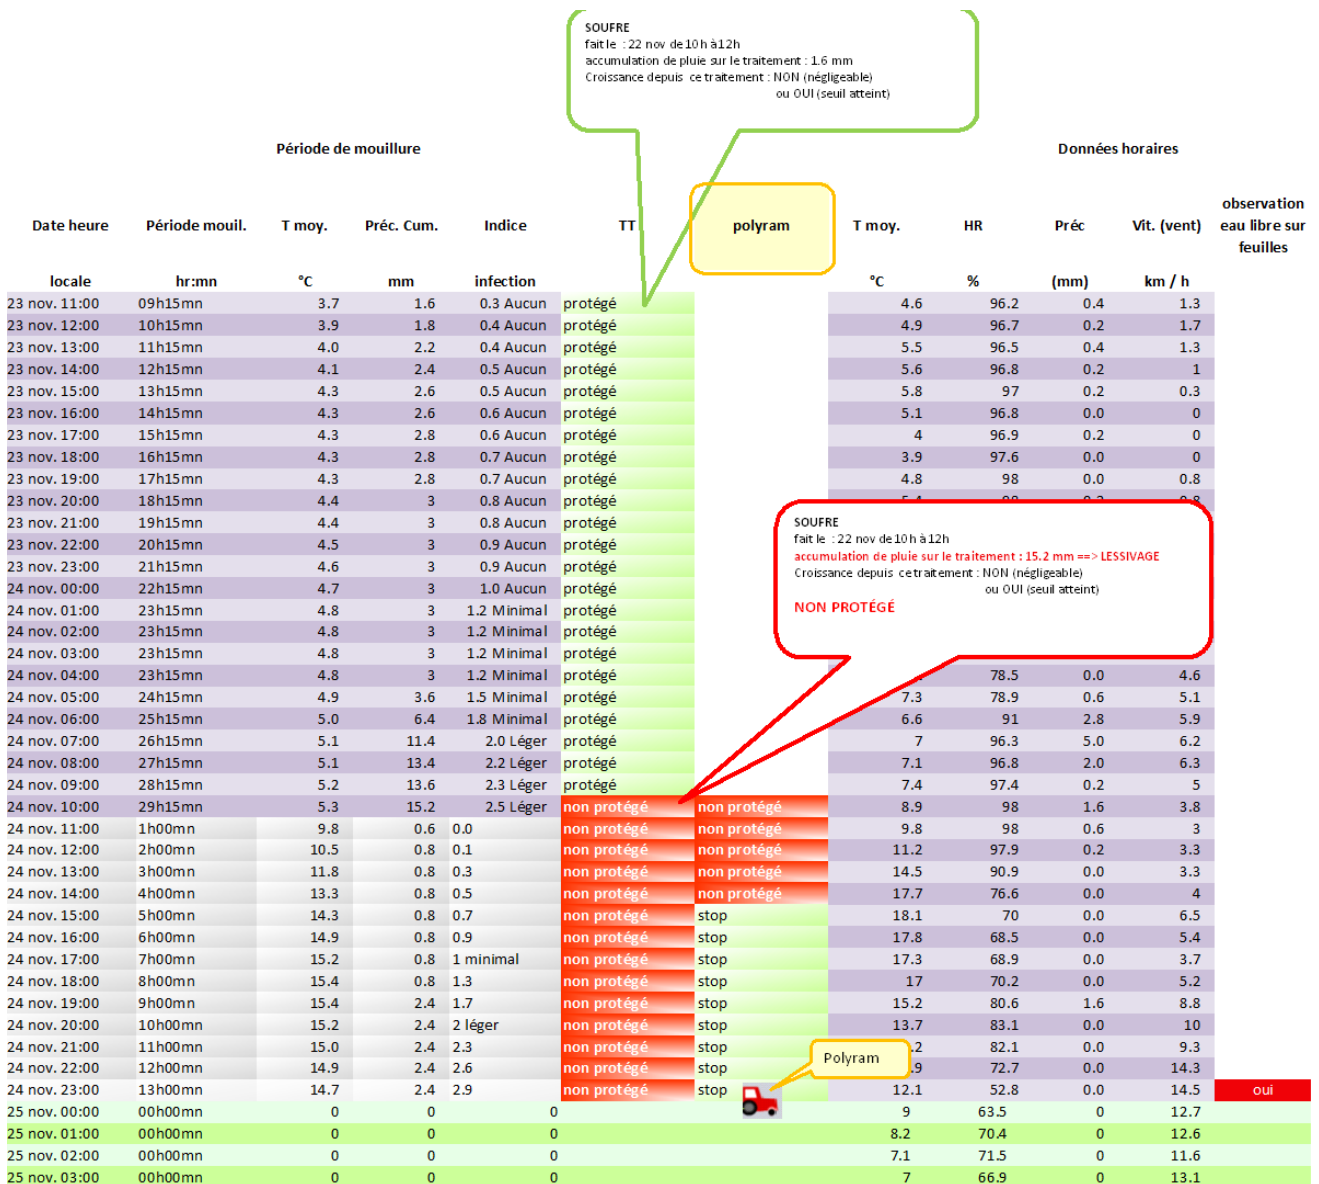 SOUFRE
fait le : 22 nov de 10h à 12h
accumulation de pluie sur le traitement : 1.6 mm
Croissance depuis ce traitement : NON (négligeable)
ou OUI (seuil atteint)
Période de mouillure Données horaires
Date heure Période mouil. T moy. Préc. Cum. Indice TT polyram T moy. HR Préc Vit. (vent) observation eau libre sur feuilles
locale hr:mn °C mm infection °C % (mm) km / h
23 nov. 11:00 09h15mn 3.7 1.6 0.3 Aucun protégé 4.6 96.2 0.4 1.3
23 nov. 12:00 10h15mn 3.9 1.8 0.4 Aucun protégé 4.9 96.7 0.2 1.7
23 nov. 13:00 11h15mn 4.0 2.2 0.4 Aucun protégé 5.5 96.5 0.4 1.3
23 nov. 14:00 12h15mn 4.1 2.4 0.5 Aucun protégé 5.6 96.8 0.2 1
23 nov. 15:00 13h15mn 4.3 2.6 0.5 Aucun protégé 5.8 97 0.2 0.3
23 nov. 16:00 14h15mn 4.3 2.6 0.6 Aucun protégé 5.1 96.8 0.0 0
23 nov. 17:00 15h15mn 4.3 2.8 0.6 Aucun protégé 4 96.9 0.2 0
23 nov. 18:00 16h15mn 4.3 2.8 0.7 Aucun protégé 3.9 97.6 0.0 0
23 nov. 19:00 17h15mn 4.3 2.8 0.7 Aucun protégé 4.8 98 0.0 0.8
23 nov. 20:00 18h15mn 4.4 3 0.8 Aucun protégé
23 nov. 21:00 19h15mn 4.4 3 0.8 Aucun protégé
23 nov. 22:00 20h15mn 4.5 3 0.9 Aucun protégé
23 nov. 23:00 21h15mn 4.6 3 0.9 Aucun protégé
24 nov. 00:00 22h15mn 4.7 3 1.0 Aucun protégé
24 nov. 01:00 23h15mn 4.8 3 1.2 Minimal protégé
24 nov. 02:00 23h15mn 4.8 3 1.2 Minimal protégé
24 nov. 03:00 23h15mn 4.8 3 1.2 Minimal protégé
SOUFRE
fait le : 22 nov de 10h à 12h
accumulation de pluie sur le traitement : 15.2 mm ==> LESSIVAGE
Croissance depuis ce traitement : NON (négligeable)
ou OUI (seuil atteint)
NON PROTÉGÉ
24 nov. 04:00 23h15mn 4.8 3 1.2 Minimal protégé 78.5 0.0 4.6
24 nov. 05:00 24h15mn 4.9 3.6 1.5 Minimal protégé 7.3 78.9 0.6 5.1
24 nov. 06:00 25h15mn 5.0 6.4 1.8 Minimal protégé 6.6 91 2.8 5.9
24 nov. 07:00 26h15mn 5.1 11.4 2.0 Léger protégé 7 96.3 5.0 6.2
24 nov. 08:00 27h15mn 5.1 13.4 2.2 Léger protégé 7.1 96.8 2.0 6.3
24 nov. 09:00 28h15mn 5.2 13.6 2.3 Léger protégé 7.4 97.4 0.2 5
24 nov. 10:00 29h15mn 5.3 15.2 2.5 Léger non protégé non protégé 8.9 98 1.6 3.8
24 nov. 11:00 1h00mn 9.8 0.6 0.0 non protégé non protégé 9.8 98 0.6 3
24 nov. 12:00 2h00mn 10.5 0.8 0.1 non protégé non protégé 11.2 97.9 0.2 3.3
24 nov. 13:00 3h00mn 11.8 0.8 0.3 non protégé non protégé 14.5 90.9 0.0 3.3
24 nov. 14:00 4h00mn 13.3 0.8 0.5 non protégé non protégé 17.7 76.6 0.0 4
24 nov. 15:00 5h00mn 14.3 0.8 0.7 non protégé stop 18.1 70 0.0 6.5
24 nov. 16:00 6h00mn 14.9 0.8 0.9 non protégé stop 17.8 68.5 0.0 5.4
24 nov. 17:00 7h00mn 15.2 0.8 1 minimal non protégé stop 17.3 68.9 0.0 3.7
24 nov. 18:00 8h00mn 15.4 0.8 1.3 non protégé stop 17 70.2 0.0 5.2
24 nov. 19:00 9h00mn 15.4 2.4 1.7 non protégé stop 15.2 80.6 1.6 8.8
24 nov. 20:00 10h00mn 15.2 2.4 2 léger non protégé stop 13.7 83.1 0.0 10
24 nov. 21:00 11h00mn 15.0 2.4 2.3 non protégé stop 82.1 0.0 9.3
Polyram
24 nov. 22:00 12h00mn 14.9 2.4 2.6 non protégé stop 72.7 0.0 14.3
24 nov. 23:00 13h00mn 14.7 2.4 2.9 non protégé stop 12.1 52.8 0.0 14.5 oui
25 nov. 00:00 00h00mn 0 0 0 9 63.5 0 12.7
25 nov. 01:00 00h00mn 0 0 0 8.2 70.4 0 12.6
25 nov. 02:00 00h00mn 0 0 0 7.1 71.5 0 11.6
25 nov. 03:00 00h00mn 0 0 0 7 66.9 0 13.1